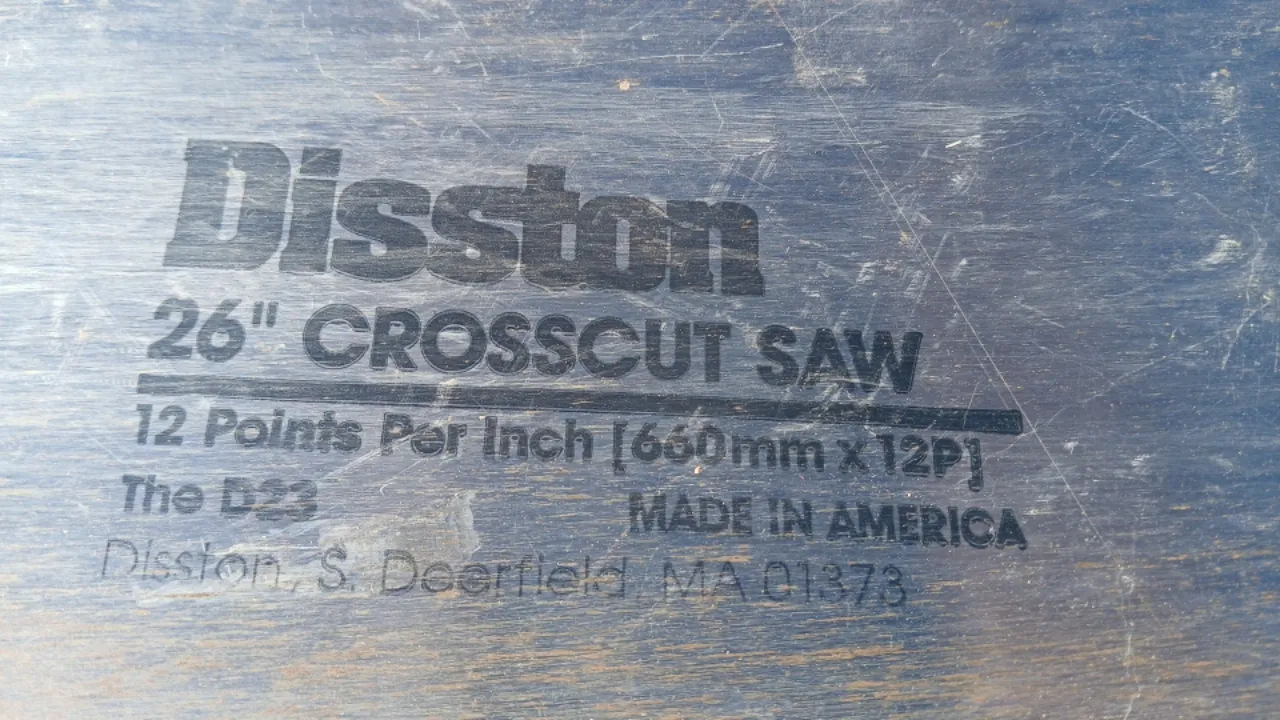 Disston
26" CROSSCUT SAW
12 Points Per Inch [660mm x 12P]
The D23 MADE IN AMERICA
Disston, S. Deerfield, MA 01373